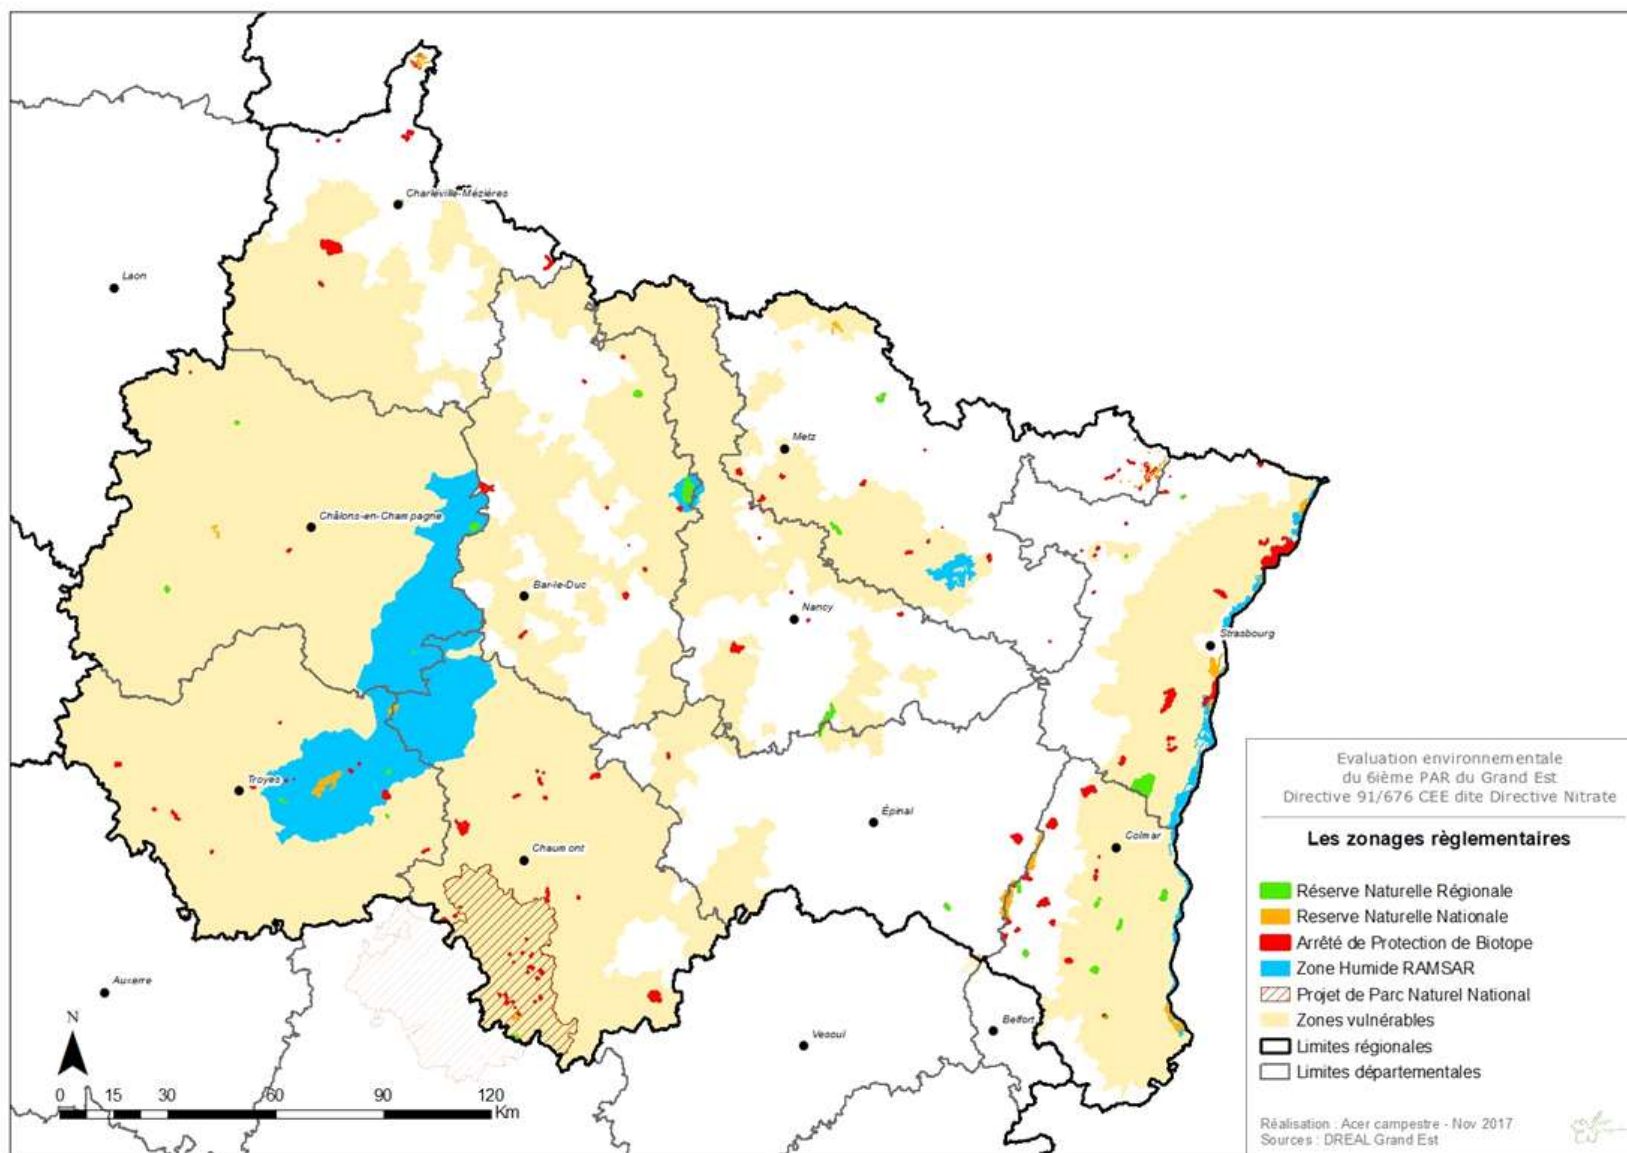 Charleville-Mézières
Laon
Metz
Châlons-en-Champagne
Bar-le-Duc
Nancy
Strasbourg
Troyes
Épinal
Colmar
Chaumont
Auxerre
Vesoul
Belfort
N
0 15 30 60 90 120
Km
Evaluation environnementale
du 6ième PAR du Grand Est
Directive 91/676 CEE dite Directive Nitrate
Les zonages règlementaires
Réserve Naturelle Régionale
Reserve Naturelle Nationale
Arrêté de Protection de Biotope
Zone Humide RAMSAR
Projet de Parc Naturel National
Zones vulnérables
Limites régionales
Limites départementales
Réalisation : Acer campestre - Nov 2017
Sources : DREAL Grand Est